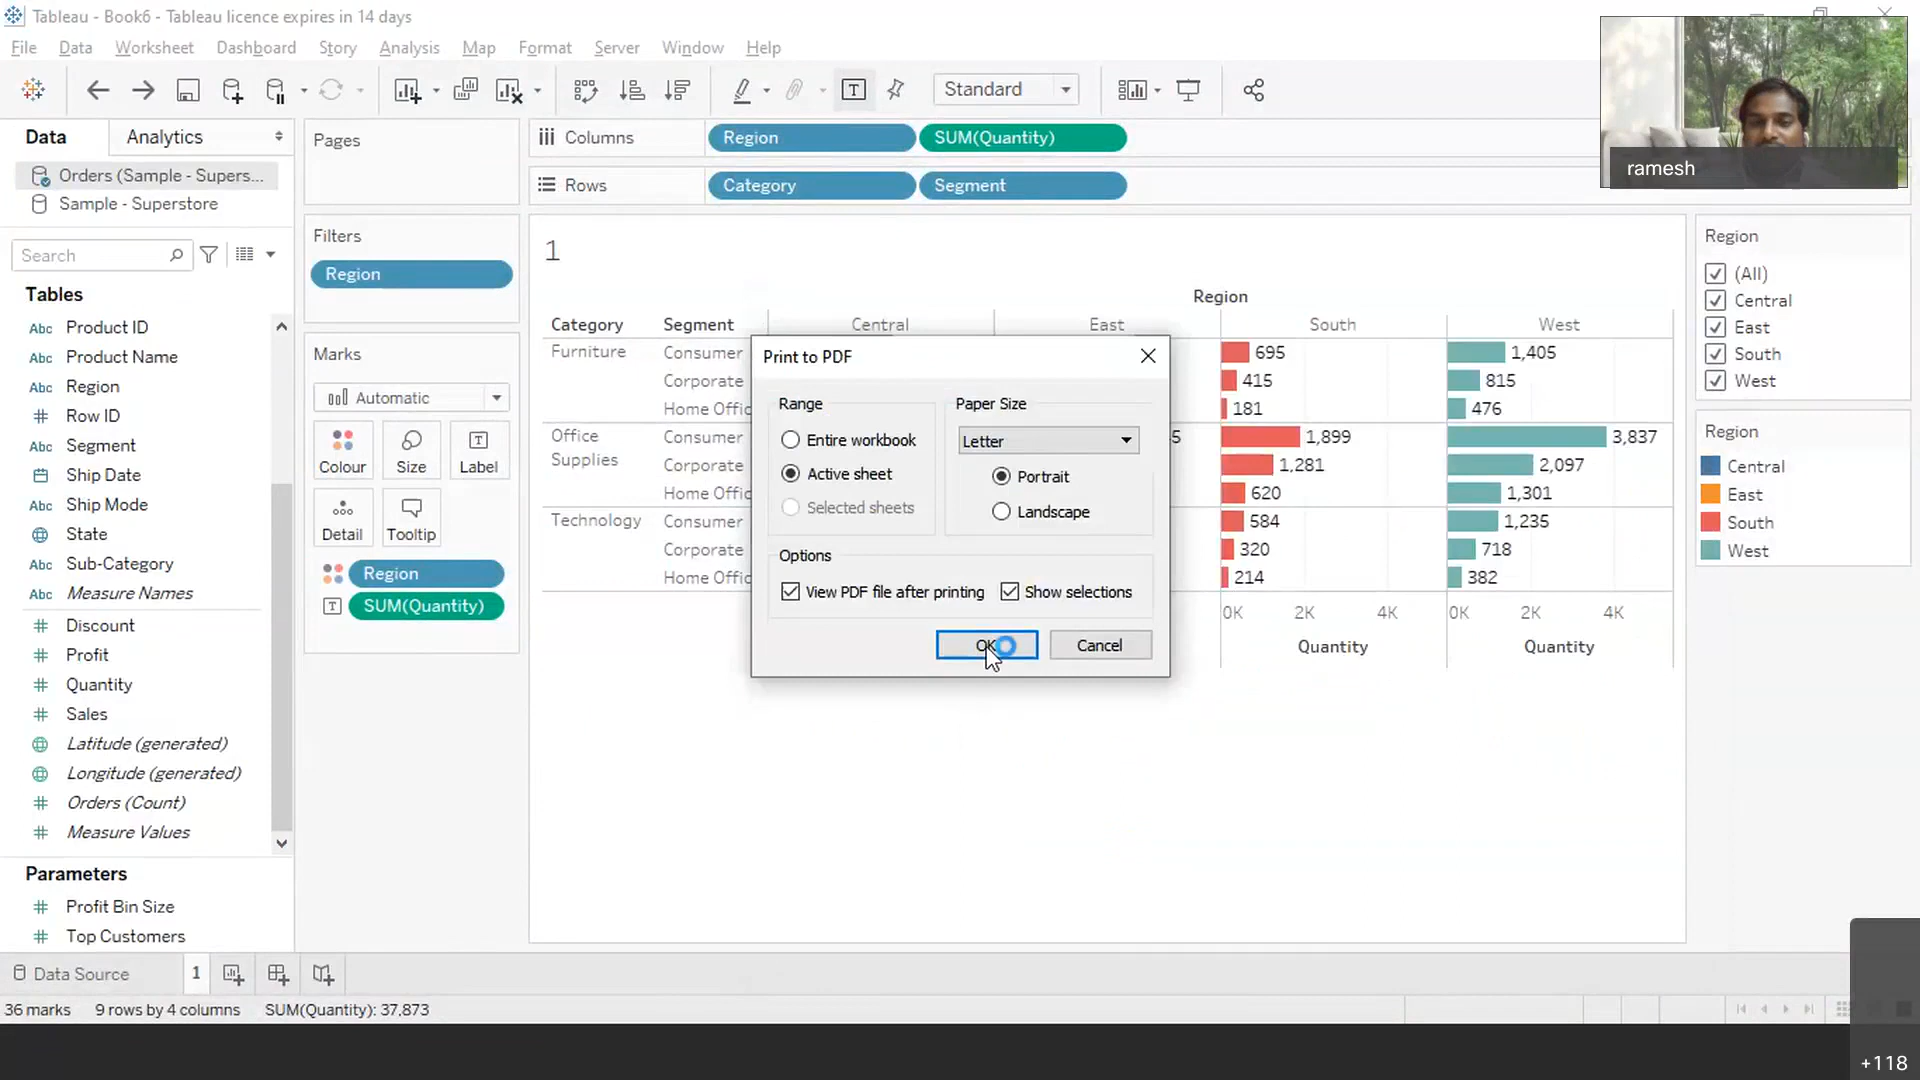 Tableau - Book6 - Tableau licence expires in 14 days
File Data Worksheet Dashboard Story Analysis Map Format Server Window Help
Standard
ramesh
Data Analytics
Pages
Columns Region SUM(Quantity)
Orders (Sample - Supers...
Rows Category Segment
Sample - Superstore
Search
Filters
Region
1
Region
(All)
Central
East
South
West
Region
Central
East
South
West
Tables
Abc Product ID
Abc Product Name
Abc Region
# Row ID
Abc Segment
Ship Date
Abc Ship Mode
State
Abc Sub-Category
Abc Measure Names
# Discount
# Profit
# Quantity
# Sales
Latitude (generated)
Longitude (generated)
# Orders (Count)
# Measure Values
Parameters
# Profit Bin Size
# Top Customers
Marks
Automatic
Colour Size Label
Detail Tooltip
Region
SUM(Quantity)
Region
Category Segment Central East South West
Furniture Consumer 695 1,405
Corporate 415 815
Home Offic 181 476
Office Supplies Consumer 5 1,899 3,837
Corporate 1,281 2,097
Home Offic 620 1,301
Technology Consumer 584 1,235
Corporate 320 718
Home Offic 214 382
0K 2K 4K 0K 2K 4K
Quantity Quantity
Print to PDF
Range
Entire workbook
Active sheet
Selected sheets
Paper Size
Letter
Portrait
Landscape
Options
View PDF file after printing Show selections
OK Cancel
Data Source 1
36 marks 9 rows by 4 columns SUM(Quantity): 37,873
+118